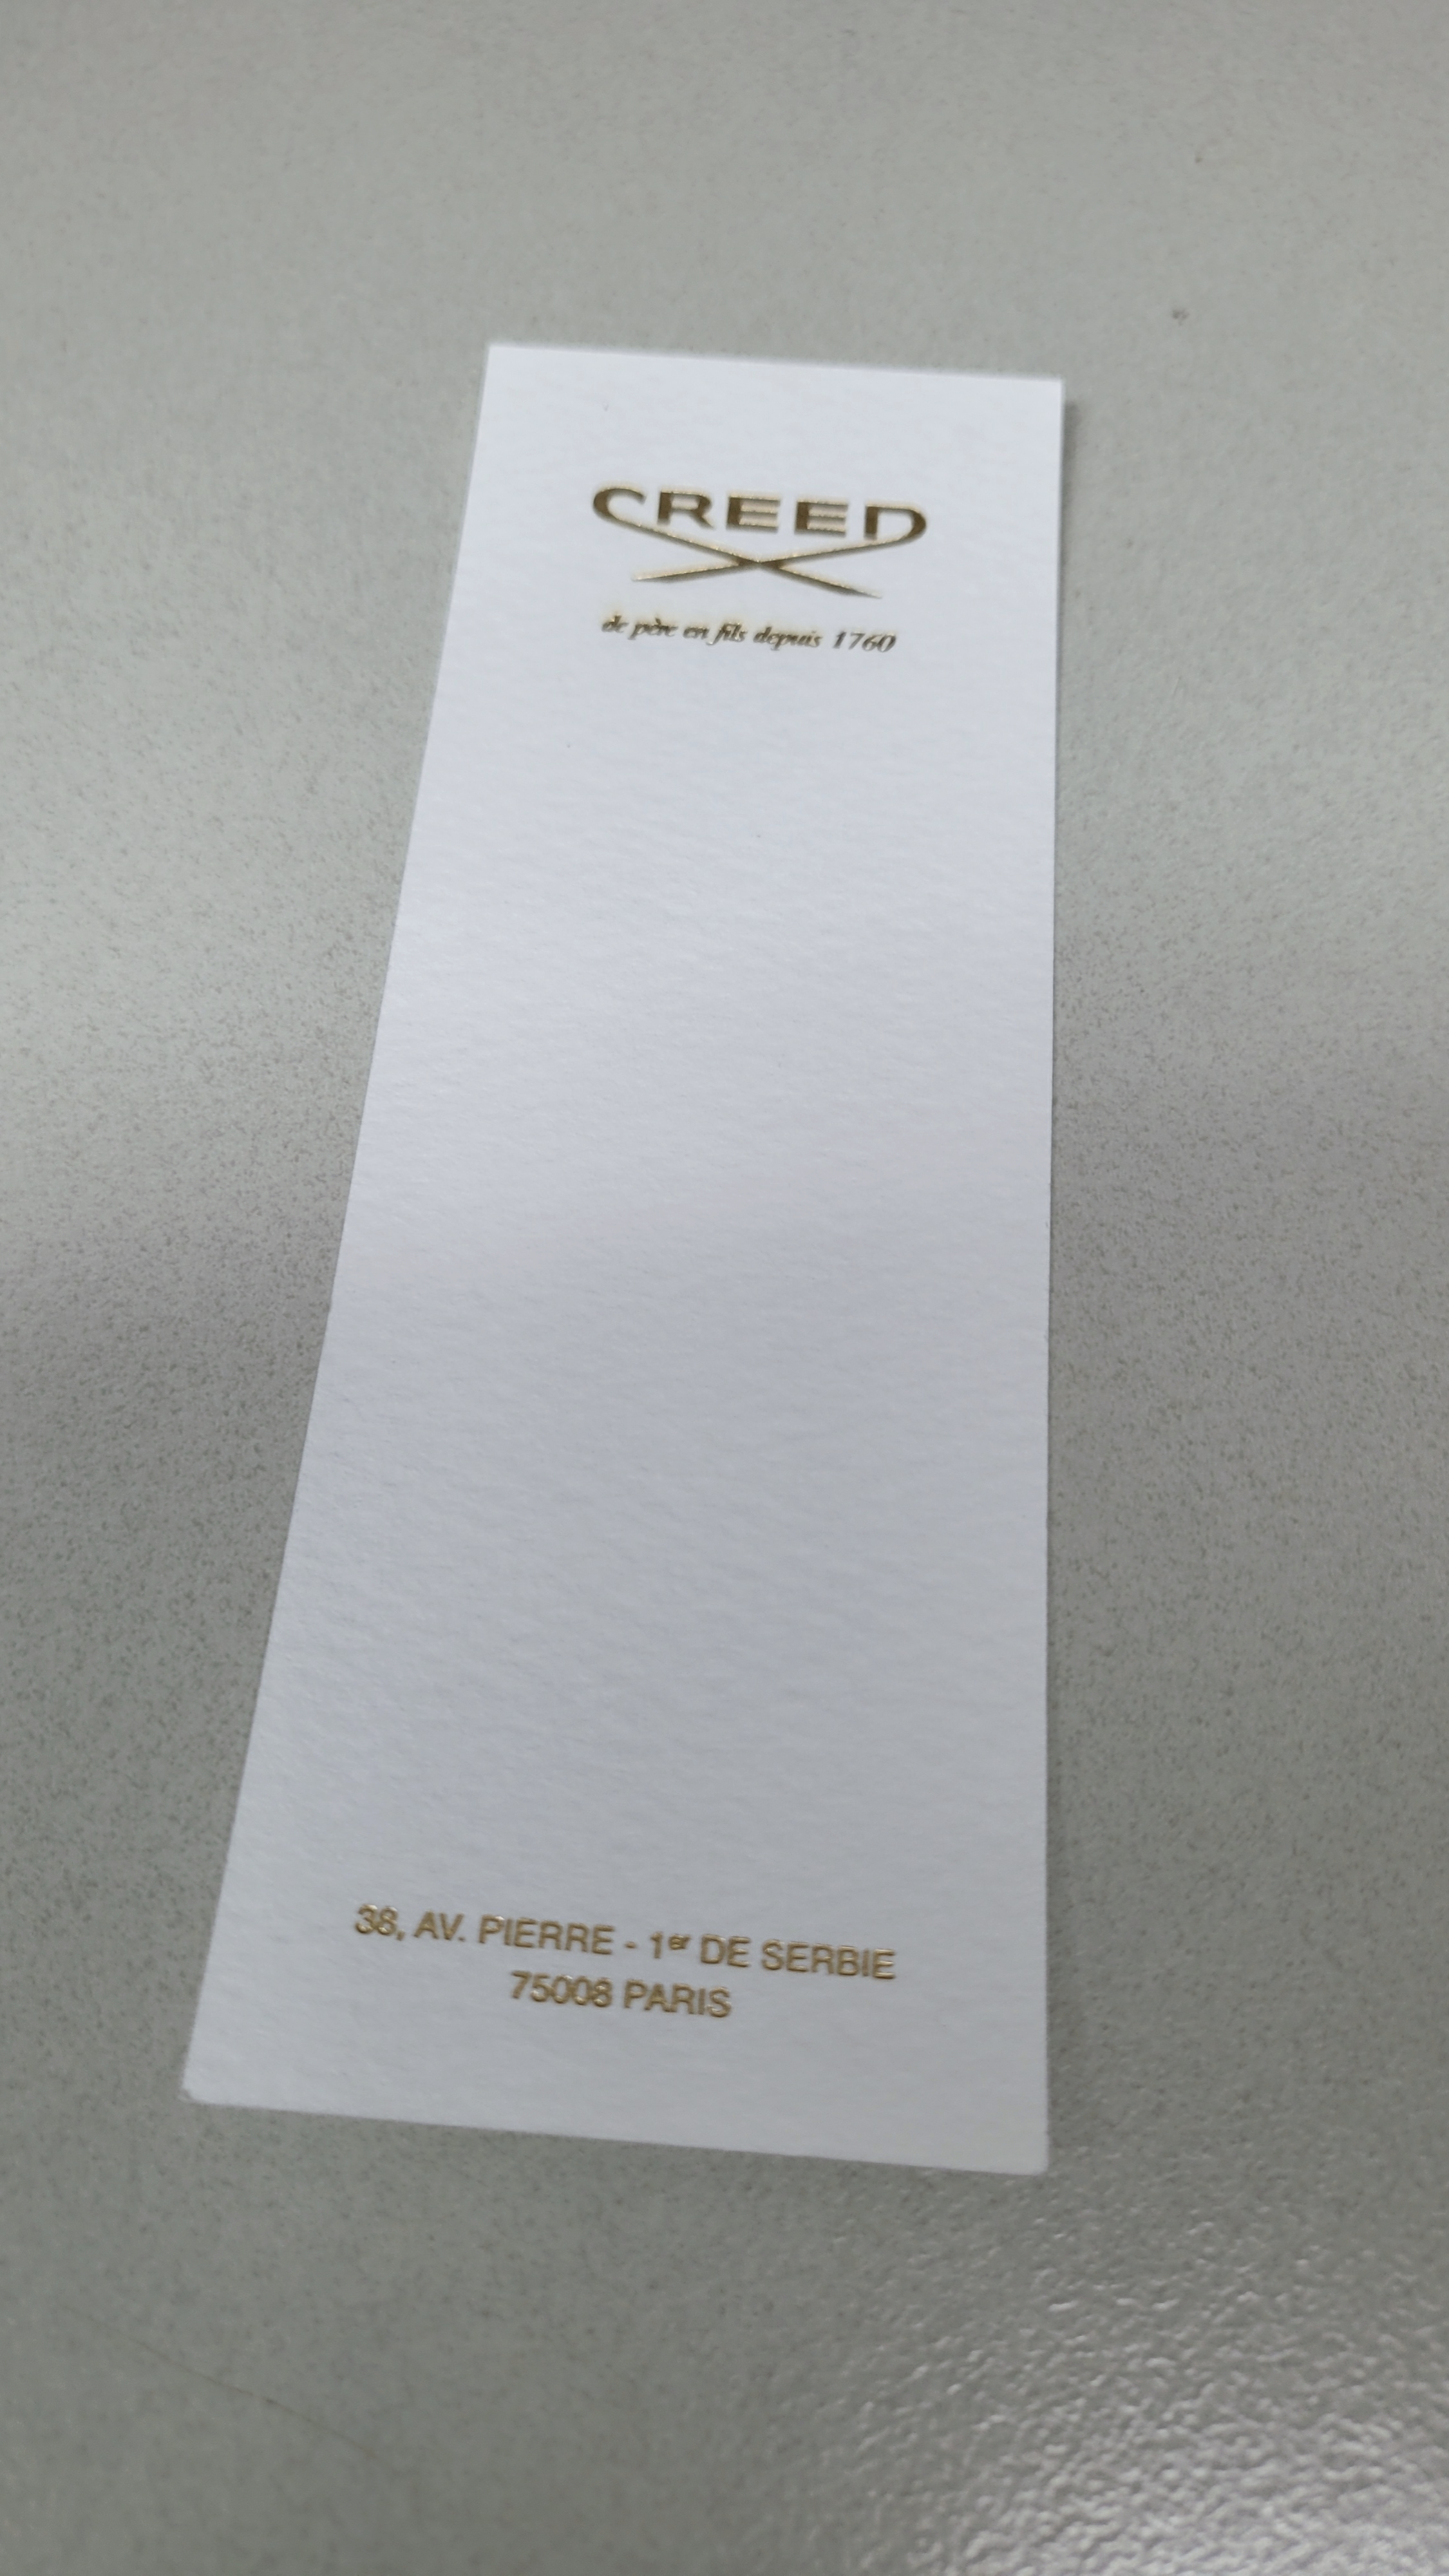 CREED
de père en fils depuis 1760
38, AV. PIERRE - 1er DE SERBIE
75008 PARIS